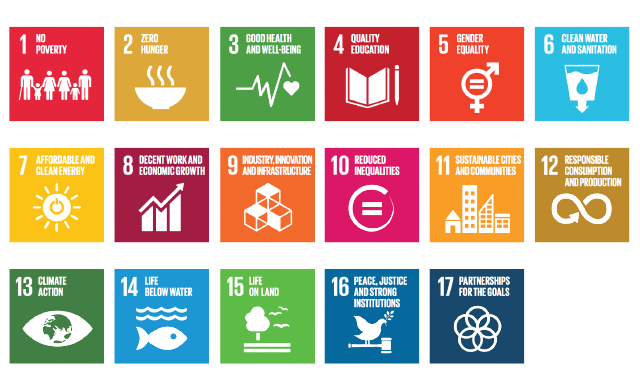 1 NO
POVERTY
2 ZERO
HUNGER
3 GOOD HEALTH
AND WELL-BEING
4 QUALITY
EDUCATION
5 GENDER
EQUALITY
6 CLEAN WATER
AND SANITATION
7 AFFORDABLE AND
CLEAN ENERGY
8 DECENT WORK AND
ECONOMIC GROWTH
9 INDUSTRY, INNOVATION
AND INFRASTRUCTURE
10 REDUCED
INEQUALITIES
11 SUSTAINABLE CITIES
AND COMMUNITIES
12 RESPONSIBLE
CONSUMPTION
AND PRODUCTION
13 CLIMATE
ACTION
14 LIFE
BELOW WATER
15 LIFE
ON LAND
16 PEACE, JUSTICE
AND STRONG
INSTITUTIONS
17 PARTNERSHIPS
FOR THE GOALS